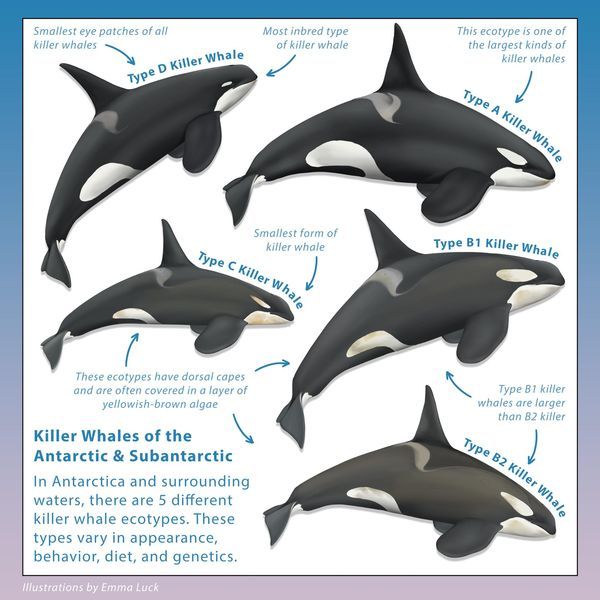 Smallest eye patches of all
killer whales
Most inbred type
of killer whale
This ecotype is one of
the largest kinds of
killer whales
Type D Killer Whale
Type A Killer Whale
Smallest form of
killer whale
Type C Killer Whale
Type B1 Killer Whale
These ecotypes have dorsal capes
and are often covered in a layer of
yellowish-brown algae
Type B1 killer
whales are larger
than B2 killer
Type B2 Killer Whale
Killer Whales of the
Antarctic & Subantarctic
In Antarctica and surrounding
waters, there are 5 different
killer whale ecotypes. These
types vary in appearance,
behavior, diet, and genetics.
Illustrations by Emma Luck